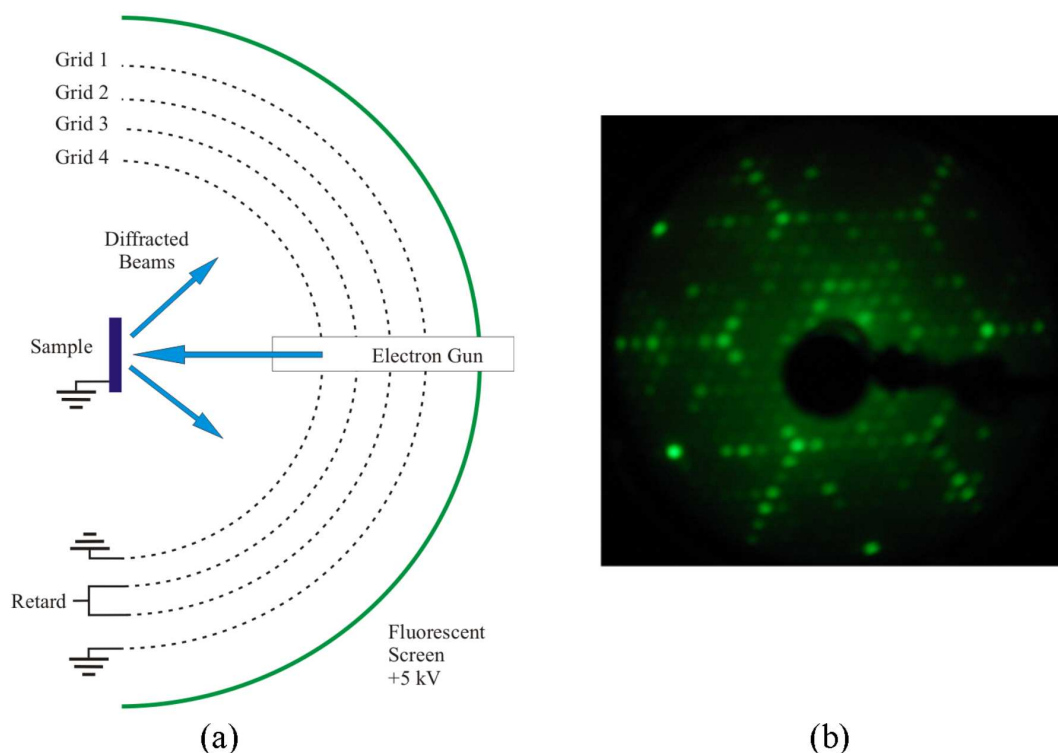 Grid 1
Grid 2
Grid 3
Grid 4
Diffracted
Beams
Sample
Electron Gun
Retard
Fluorescent
Screen
+5 kV
(a)
(b)